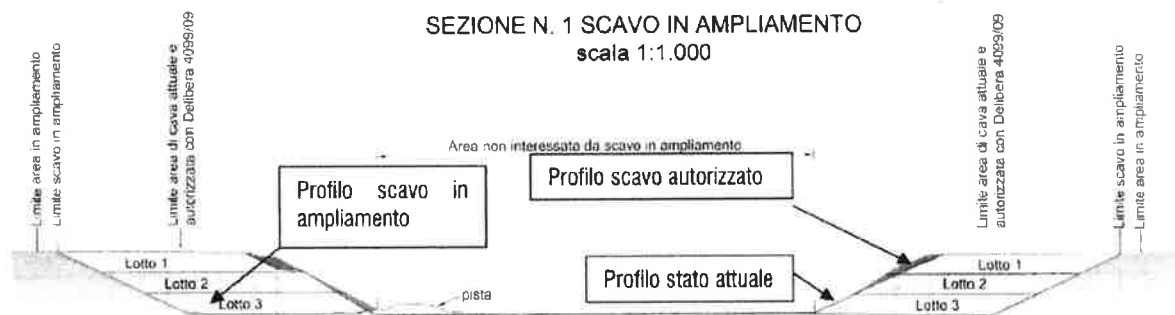 SEZIONE N. 1 SCAVO IN AMPLIAMENTO
scala 1:1.000
Limite area in ampliamento
Limite scavo in ampliamento
Limite area di cava attuale e
autorizzata con Delibera 4099/09
Limite area di cava attuale e
autorizzata con Delibera 4099/09
Limite scavo in ampliamento
Limite area in ampliamento
Area non interessata da scavo in ampliamento
Profilo scavo in
ampliamento
Profilo scavo autorizzato
Profilo stato attuale
Lotto 1
Lotto 2
Lotto 3
pista
Lotto 1
Lotto 2
Lotto 3